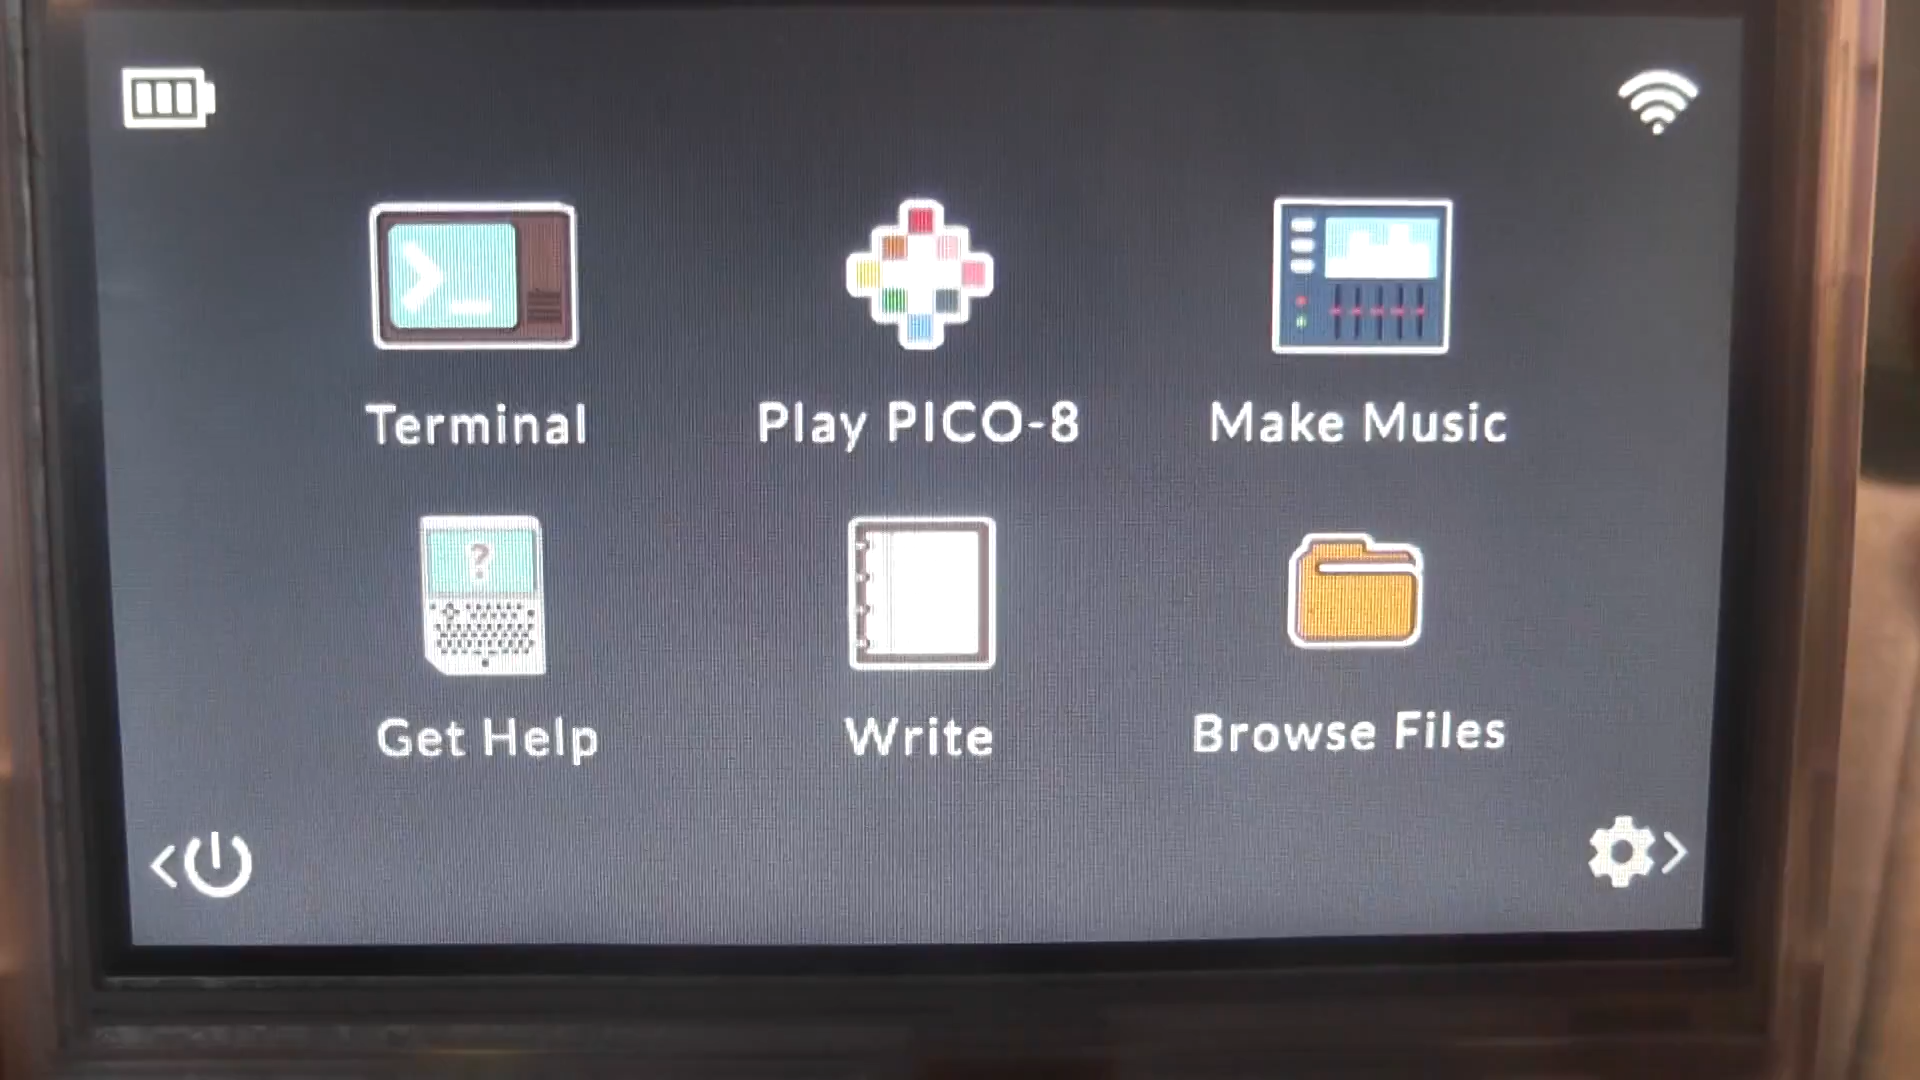 Terminal
Play PICO-8
Make Music
?
Get Help
Write
Browse Files